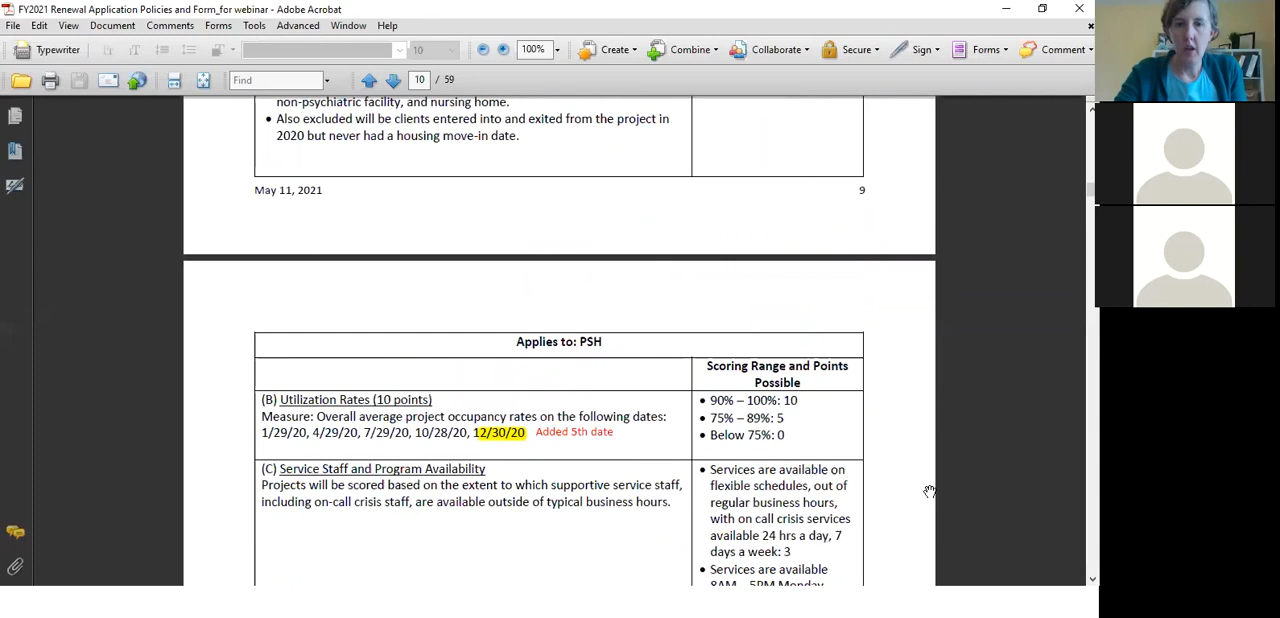 FY2021 Renewal Application Policies and Form_for webinar - Adobe Acrobat
File Edit View Document Comments Forms Tools Advanced Window Help
Typewriter 10 100% Create Combine Collaborate Secure Sign Forms Comment
Find 10 / 59
non-psychiatric facility, and nursing home.
• Also excluded will be clients entered into and exited from the project in
2020 but never had a housing move-in date.
May 11, 2021 9
Applies to: PSH
Scoring Range and Points
Possible
(B) Utilization Rates (10 points)
Measure: Overall average project occupancy rates on the following dates:
1/29/20, 4/29/20, 7/29/20, 10/28/20, 12/30/20 Added 5th date
• 90% – 100%: 10
• 75% – 89%: 5
• Below 75%: 0
(C) Service Staff and Program Availability
Projects will be scored based on the extent to which supportive service staff,
including on-call crisis staff, are available outside of typical business hours.
• Services are available on
flexible schedules, out of
regular business hours,
with on call crisis services
available 24 hrs a day, 7
days a week: 3
• Services are available
8AM – 5PM Monday